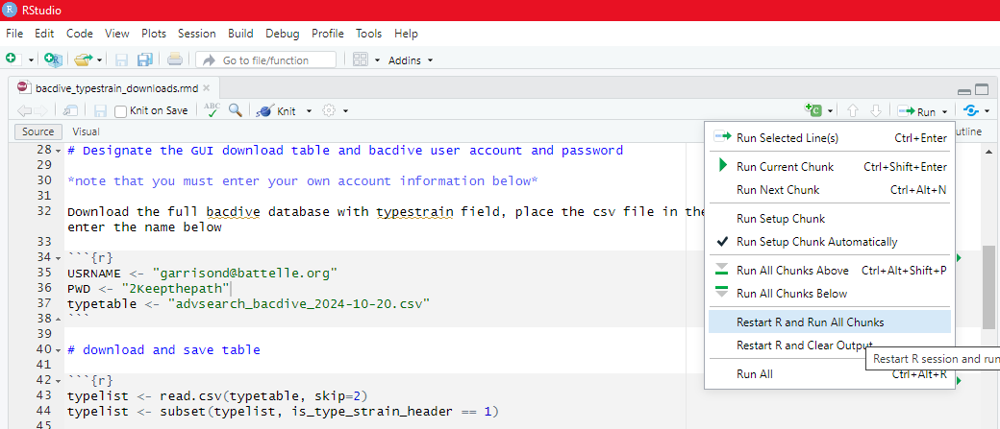 RStudio
File Edit Code View Plots Session Build Debug Profile Tools Help
Go to file/function Addins
bacdive_typestrain_downloads.rmd
Knit on Save ABC Knit Run
Source Visual utline
28 # Designate the GUI download table and bacdive user account and password
29
30 *note that you must enter your own account information below*
31
32 Download the full bacdive database with typestrain field, place the csv file in the
enter the name below
33
34 ```{r}
35 USRNAME <- "garrisond@battelle.org"
36 PWD <- "2Keepthepath"
37 typetable <- "advsearch_bacdive_2024-10-20.csv"
38 ```
39
40 # download and save table
41
42 ```{r}
43 typelist <- read.csv(typetable, skip=2)
44 typelist <- subset(typelist, is_type_strain_header == 1)
45
Run Selected Line(s) Ctrl+Enter
Run Current Chunk Ctrl+Shift+Enter
Run Next Chunk Ctrl+Alt+N
Run Setup Chunk
Run Setup Chunk Automatically
Run All Chunks Above Ctrl+Alt+Shift+P
Run All Chunks Below
Restart R and Run All Chunks
Restart R and Clear Output
Restart R session and run
Run All Ctrl+Alt+R